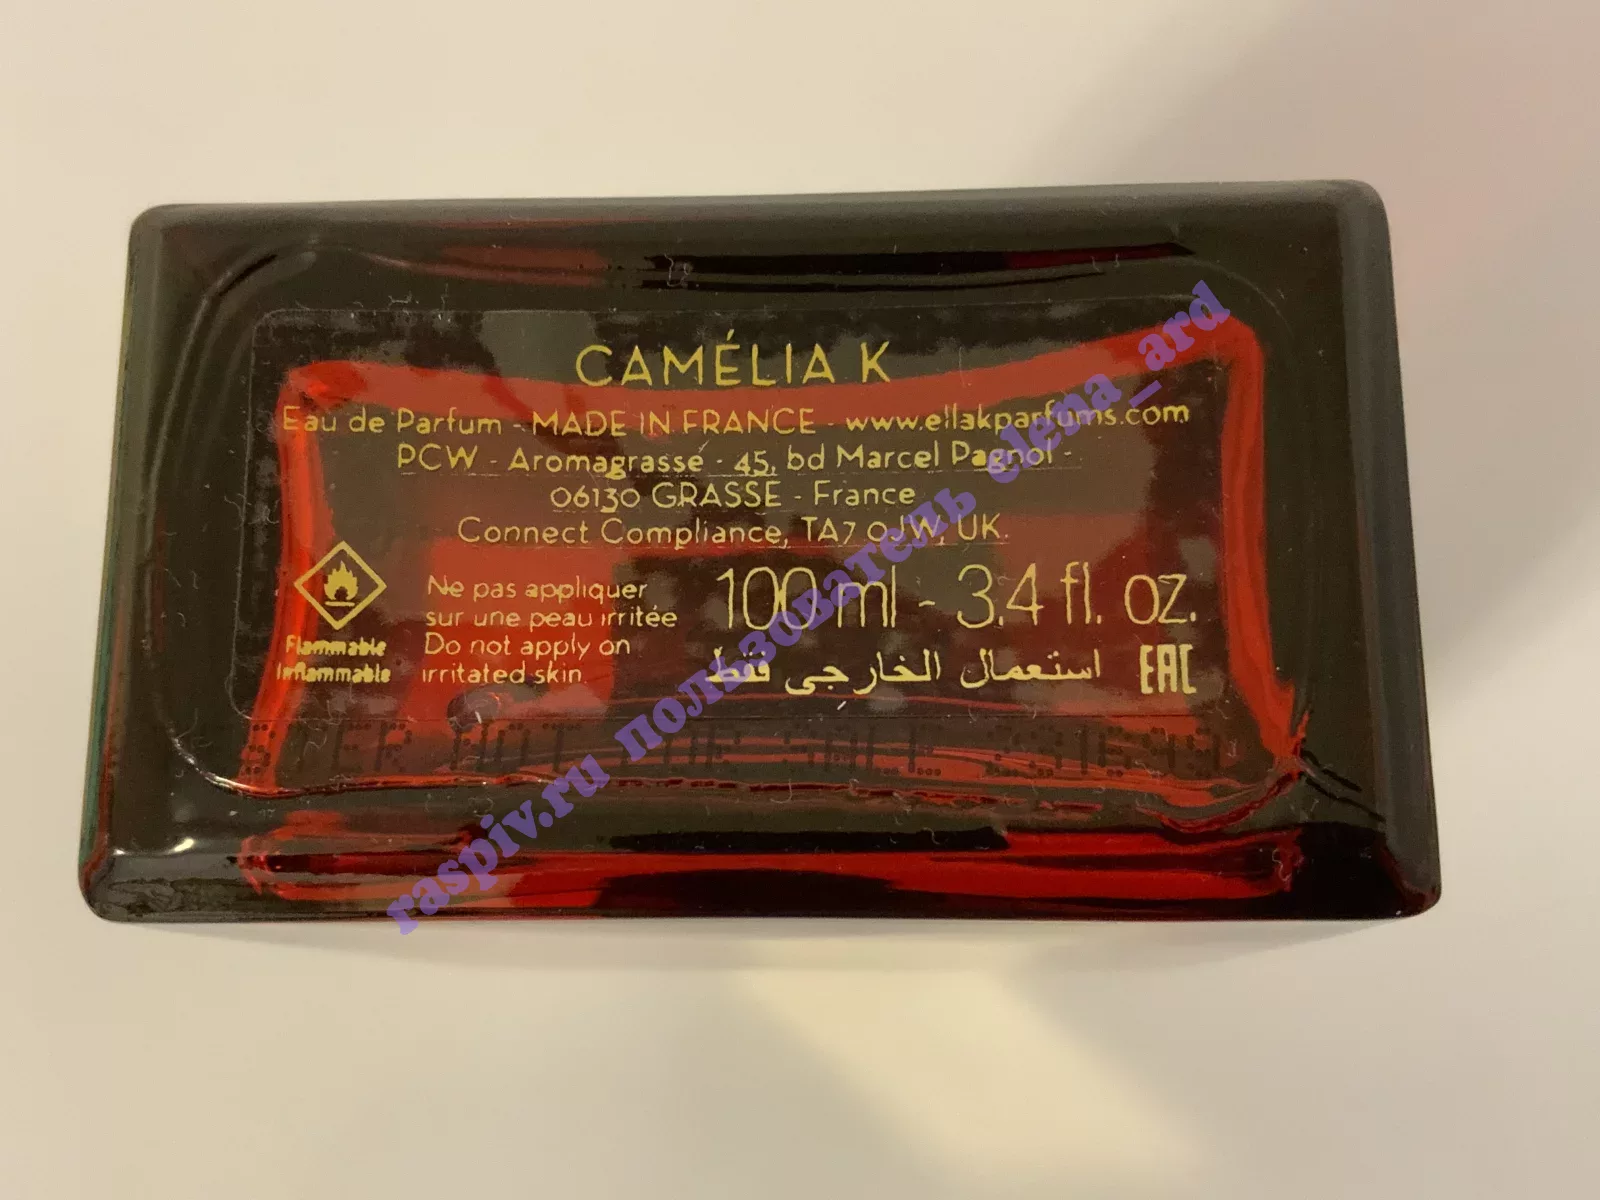 CAMÉLIA K
Eau de Parfum - MADE IN FRANCE - www.ellakparfums.com
PCW - Aromagrasse - 45, bd Marcel Pagnol -
06130 GRASSE - France
Connect Compliance, TA7 0JW, UK.
Ne pas appliquer
sur une peau irritée
Do not apply on
irritated skin.
Flammable
Inflammable
100 ml - 3.4 fl. oz.
استعمال الخارجي فقط
EAC
raspiv.ru пользователь elena_ard